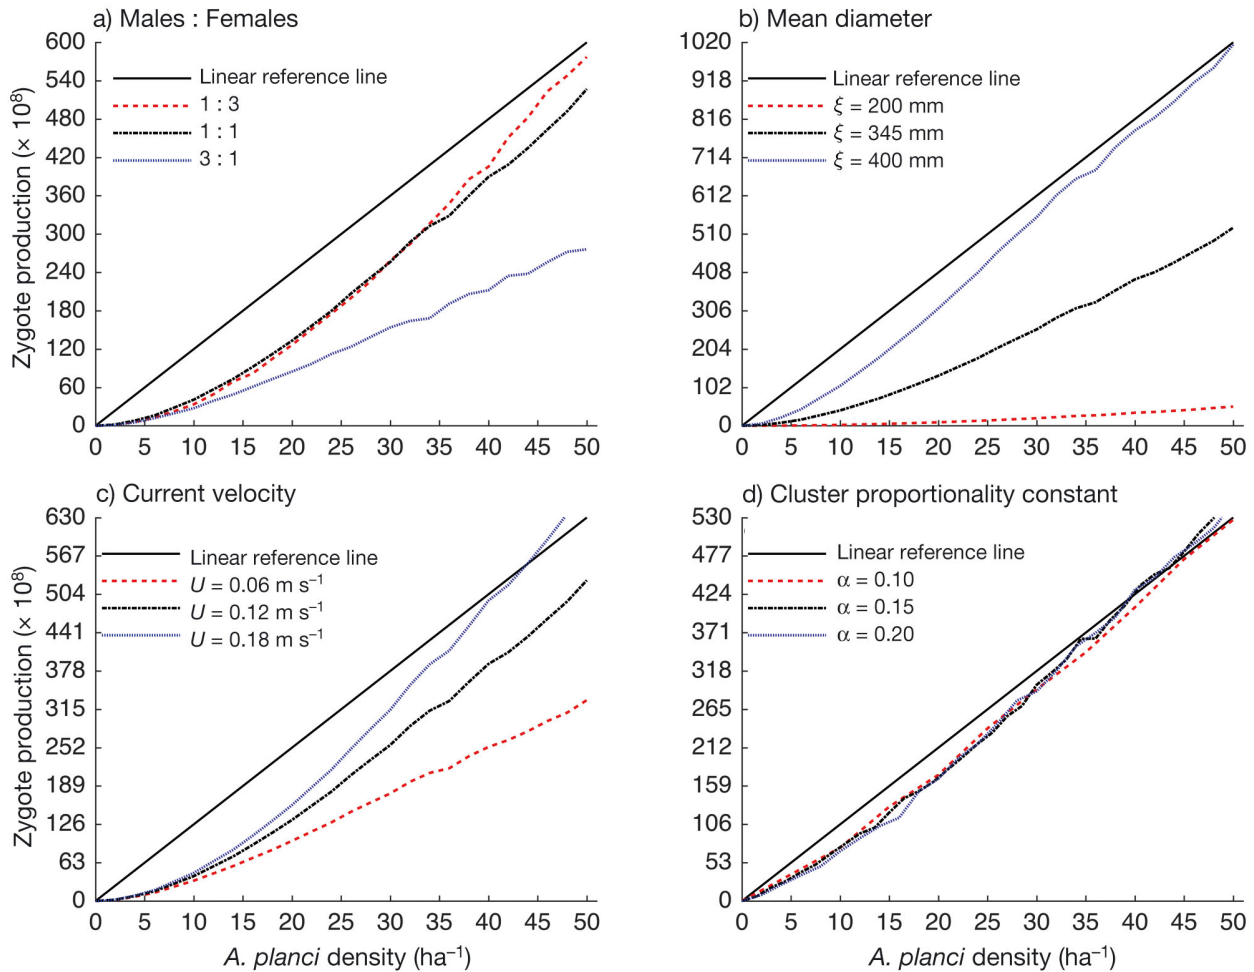 a) Males : Females
Zygote production (× 10⁸)
600
540
480
420
360
300
240
180
120
60
0
Linear reference line
1 : 3
1 : 1
3 : 1
0 5 10 15 20 25 30 35 40 45 50
b) Mean diameter
1020
918
816
714
612
510
408
306
204
102
0
Linear reference line
ξ = 200 mm
ξ = 345 mm
ξ = 400 mm
0 5 10 15 20 25 30 35 40 45 50
c) Current velocity
Zygote production (× 10⁸)
630
567
504
441
378
315
252
189
126
63
0
Linear reference line
U = 0.06 m s⁻¹
U = 0.12 m s⁻¹
U = 0.18 m s⁻¹
0 5 10 15 20 25 30 35 40 45 50
A. planci density (ha⁻¹)
d) Cluster proportionality constant
530
477
424
371
318
265
212
159
106
53
0
Linear reference line
α = 0.10
α = 0.15
α = 0.20
0 5 10 15 20 25 30 35 40 45 50
A. planci density (ha⁻¹)